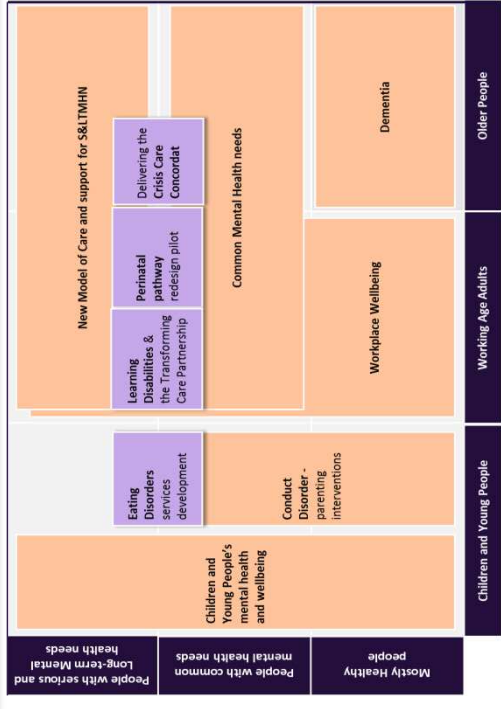 People with serious and
Long-term Mental
health needs
People with common
mental health needs
Mostly Healthy
people
Children and
Young People's
mental health
and wellbeing
Eating
Disorders
services
development
Conduct
Disorder -
parenting
interventions
New Model of Care and support for S&LTMHN
Learning
Disabilities &
the Transforming
Care Partnership
Perinatal
pathway
redesign pilot
Delivering the
Crisis Care
Concordat
Common Mental Health needs
Workplace Wellbeing
Dementia
Children and Young People
Working Age Adults
Older People